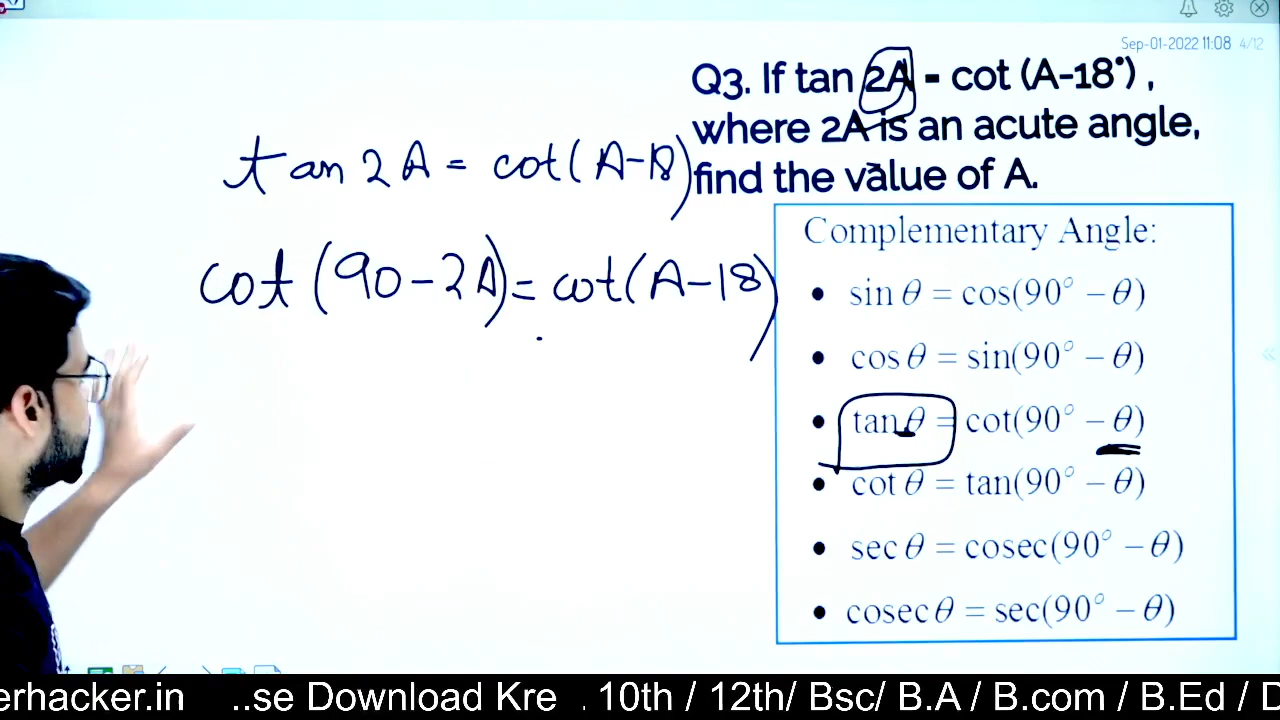 Sep-01-2022 11:08 4/12
Q3. If tan 2A = cot (A-18°) ,
where 2A is an acute angle,
find the value of A.
tan 2A = cot(A-18)
cot (90-2A) = cot(A-18)
Complementary Angle:
• sin θ = cos(90° – θ)
• cos θ = sin(90° – θ)
• tan θ = cot(90° – θ)
• cot θ = tan(90° – θ)
• sec θ = cosec(90° – θ)
• cosec θ = sec(90° – θ)
erhacker.in ..se Download Kre . 10th / 12th/ Bsc/ B.A / B.com / B.Ed / D